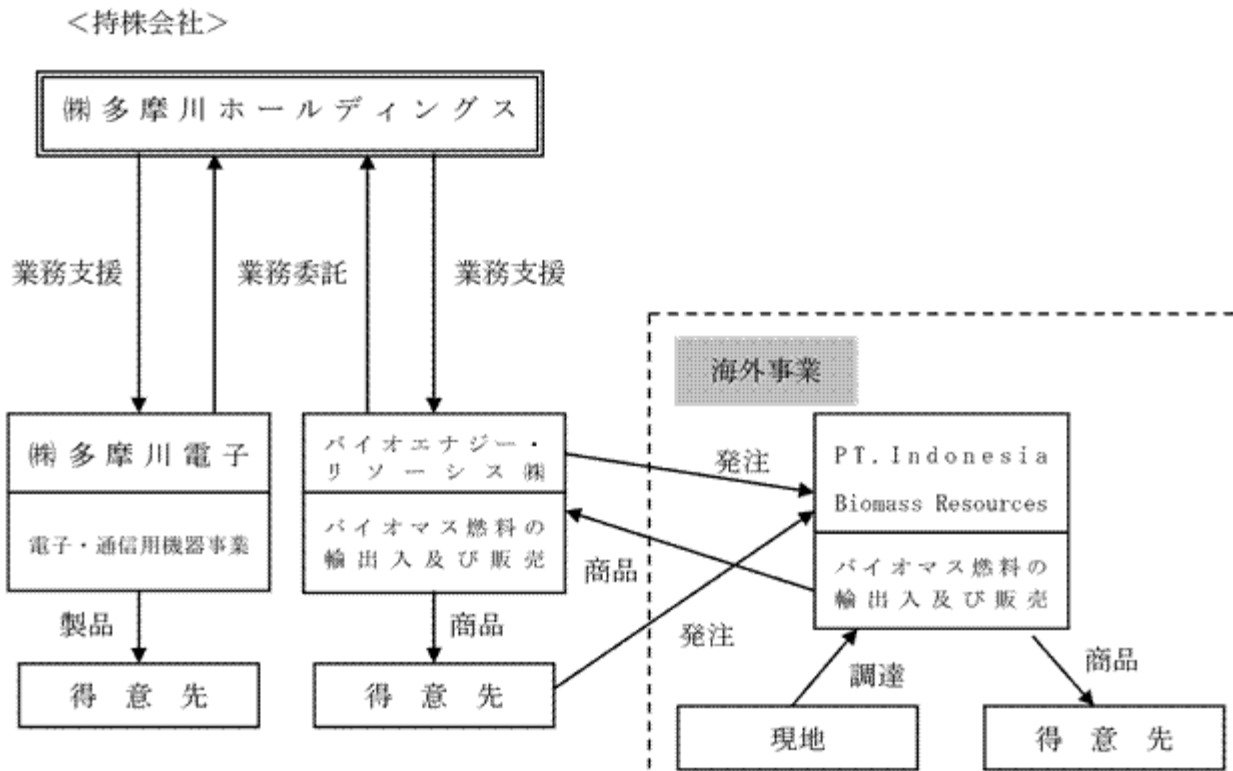 ＜持株会社＞
㈱多摩川ホールディングス
業務支援
業務委託
業務支援
海外事業
㈱多摩川電子
電子・通信用機器事業
バイオエナジー・
リソーシス㈱
バイオマス燃料の
輸出入及び販売
発注
商品
PT.Indonesia
Biomass Resources
バイオマス燃料の
輸出入及び販売
製品
商品
発注
調達
商品
得意先
得意先
現地
得意先